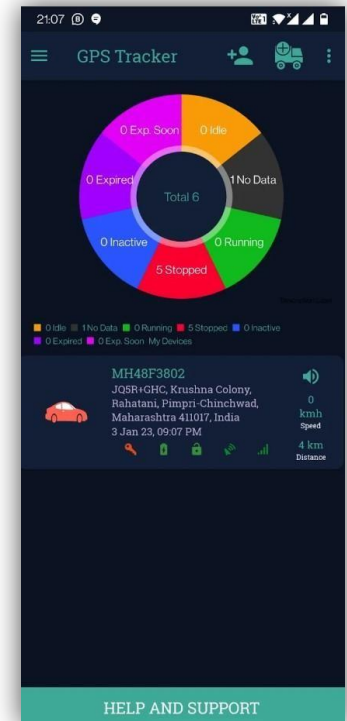 21:07
GPS Tracker
0 Exp. Soon
0 Idle
0 Expired
1 No Data
Total 6
0 Inactive
0 Running
5 Stopped
0 Idle 1 No Data 0 Running 5 Stopped 0 Inactive
0 Expired 0 Exp. Soon My Devices
MH48F3802
JQ5R+GHC, Krushna Colony,
Rahatani, Pimpri-Chinchwad,
Maharashtra 411017, India
3 Jan 23, 09:07 PM
0
kmh
Speed
4 km
Distance
HELP AND SUPPORT